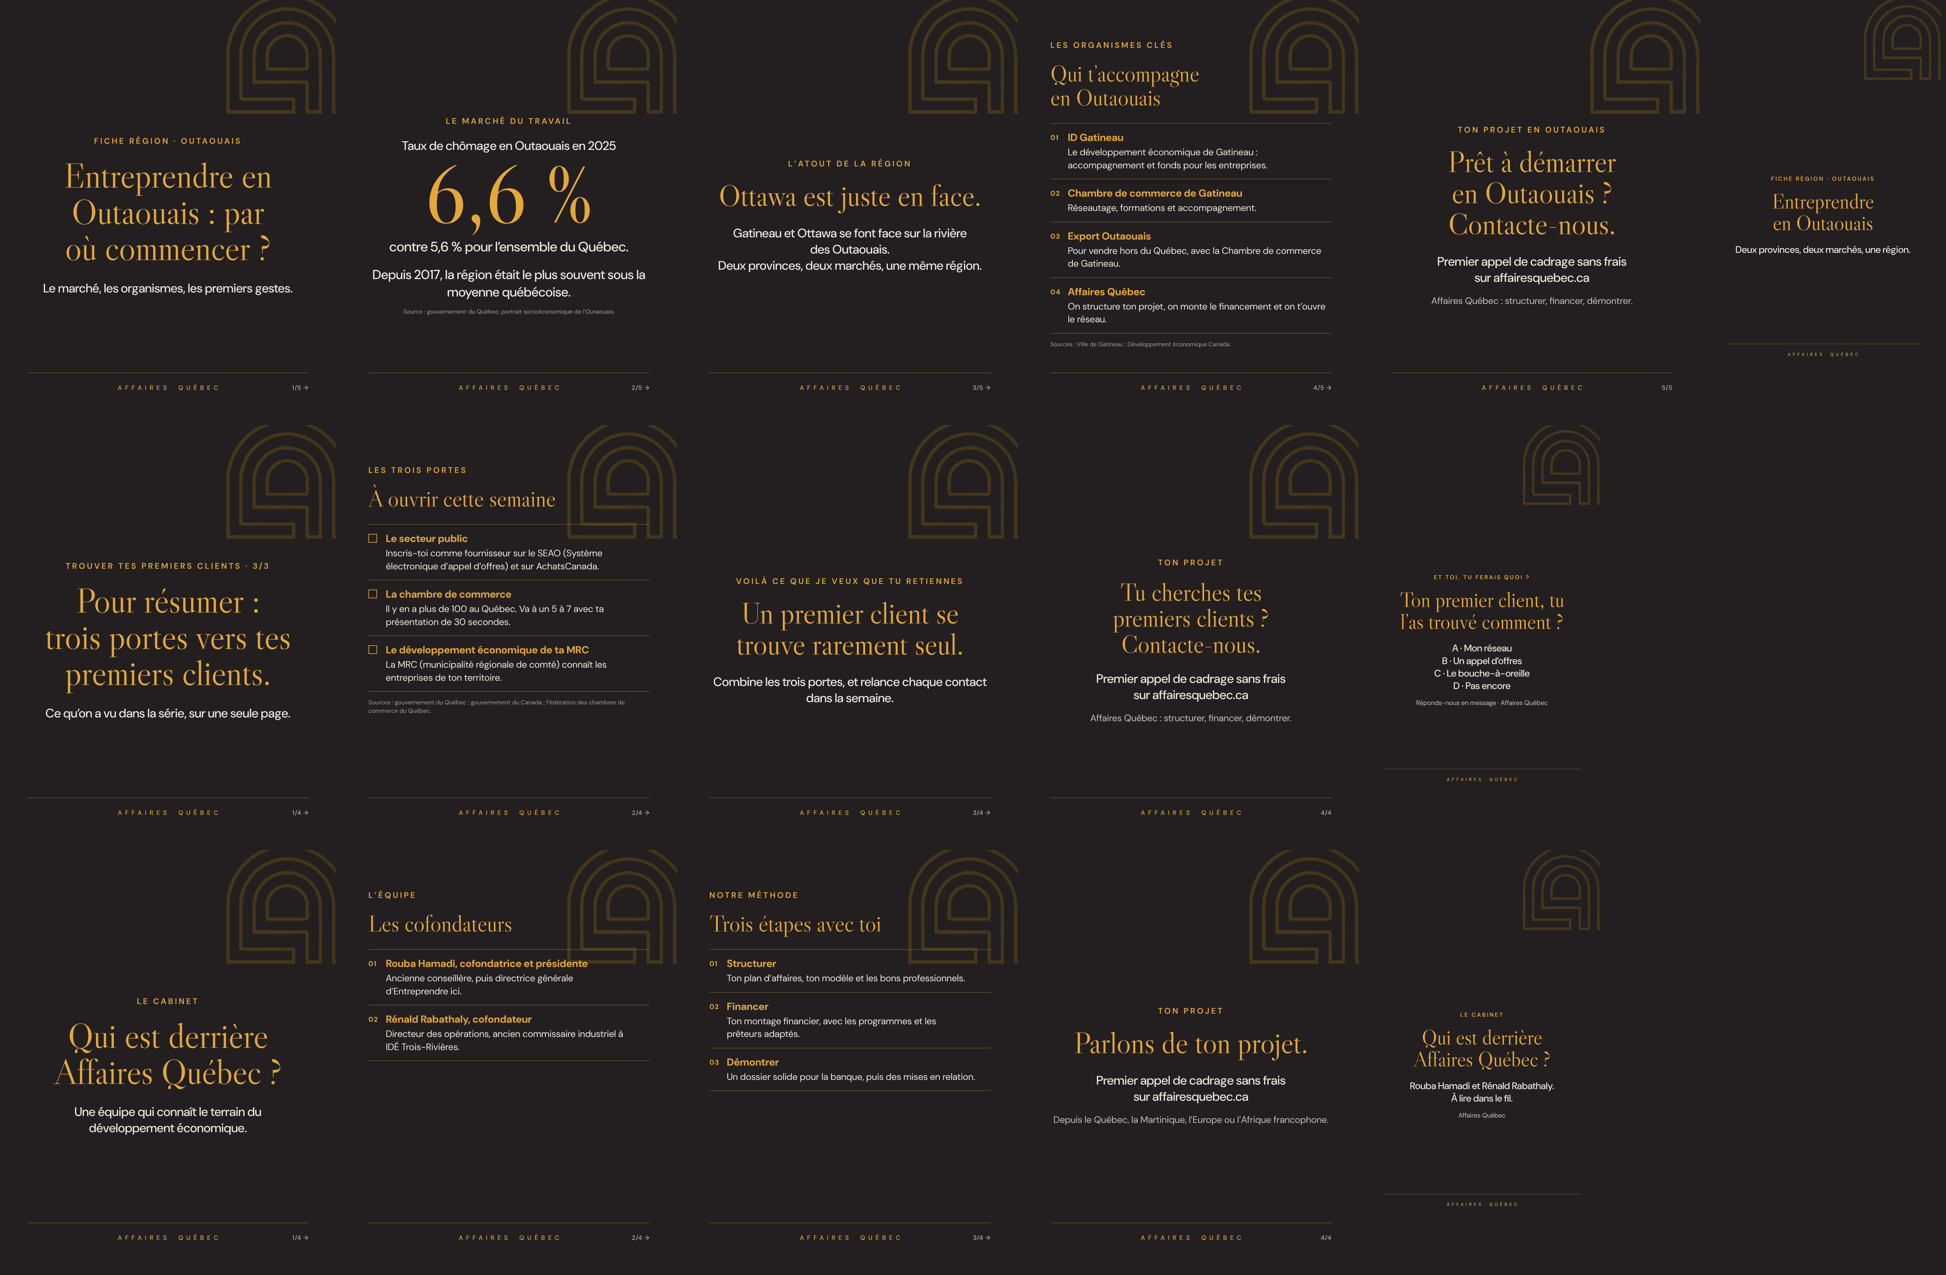 FICHE RÉGION · OUTAOUAIS
Entreprendre en
Outaouais : par
où commencer ?
Le marché, les organismes, les premiers gestes.
AFFAIRES QUÉBEC
1/5 →
LE MARCHÉ DU TRAVAIL
Taux de chômage en Outaouais en 2025
6,6 %
contre 5,6 % pour l'ensemble du Québec.
Depuis 2017, la région était le plus souvent sous la
moyenne québécoise.
Source : gouvernement du Québec, portrait socioéconomique de l'Outaouais.
AFFAIRES QUÉBEC
2/5 →
L'ATOUT DE LA RÉGION
Ottawa est juste en face.
Gatineau et Ottawa se font face sur la rivière
des Outaouais.
Deux provinces, deux marchés, une même région.
AFFAIRES QUÉBEC
3/5 →
LES ORGANISMES CLÉS
Qui t'accompagne
en Outaouais
01 ID Gatineau
Le développement économique de Gatineau :
accompagnement et fonds pour les entreprises.
02 Chambre de commerce de Gatineau
Réseautage, formations et accompagnement.
03 Export Outaouais
Pour vendre hors du Québec, avec la Chambre de commerce
de Gatineau.
04 Affaires Québec
On structure ton projet, on monte le financement et on t'ouvre
le réseau.
Sources : Ville de Gatineau ; Développement économique Canada.
AFFAIRES QUÉBEC
4/5 →
TON PROJET EN OUTAOUAIS
Prêt à démarrer
en Outaouais ?
Contacte-nous.
Premier appel de cadrage sans frais
sur affairesquebec.ca
Affaires Québec : structurer, financer, démontrer.
AFFAIRES QUÉBEC
5/5
FICHE RÉGION · OUTAOUAIS
Entreprendre
en Outaouais
Deux provinces, deux marchés, une région.
AFFAIRES QUÉBEC
TROUVER TES PREMIERS CLIENTS · 3/3
Pour résumer :
trois portes vers tes
premiers clients.
Ce qu'on a vu dans la série, sur une seule page.
AFFAIRES QUÉBEC
1/4 →
LES TROIS PORTES
À ouvrir cette semaine
Le secteur public
Inscris-toi comme fournisseur sur le SEAO (Système
électronique d'appel d'offres) et sur AchatsCanada.
La chambre de commerce
Il y en a plus de 100 au Québec. Va à un 5 à 7 avec ta
présentation de 30 secondes.
Le développement économique de ta MRC
La MRC (municipalité régionale de comté) connaît les
entreprises de ton territoire.
Sources : gouvernement du Québec ; gouvernement du Canada ; Fédération des chambres de
commerce du Québec.
AFFAIRES QUÉBEC
2/4 →
VOILÀ CE QUE JE VEUX QUE TU RETIENNES
Un premier client se
trouve rarement seul.
Combine les trois portes, et relance chaque contact
dans la semaine.
AFFAIRES QUÉBEC
3/4 →
TON PROJET
Tu cherches tes
premiers clients ?
Contacte-nous.
Premier appel de cadrage sans frais
sur affairesquebec.ca
Affaires Québec : structurer, financer, démontrer.
AFFAIRES QUÉBEC
4/4
ET TOI, TU FERAIS QUOI ?
Ton premier client, tu
l'as trouvé comment ?
A · Mon réseau
B · Un appel d'offres
C · Le bouche-à-oreille
D · Pas encore
Réponds-nous en message · Affaires Québec
AFFAIRES QUÉBEC
LE CABINET
Qui est derrière
Affaires Québec ?
Une équipe qui connaît le terrain du
développement économique.
AFFAIRES QUÉBEC
1/4 →
L'ÉQUIPE
Les cofondateurs
01 Rouba Hamadi, cofondatrice et présidente
Ancienne conseillère, puis directrice générale
d'Entreprendre ici.
02 Rénald Rabathaly, cofondateur
Directeur des opérations, ancien commissaire industriel à
IDÉ Trois-Rivières.
AFFAIRES QUÉBEC
2/4 →
NOTRE MÉTHODE
Trois étapes avec toi
01 Structurer
Ton plan d'affaires, ton modèle et les bons professionnels.
02 Financer
Ton montage financier, avec les programmes et les
prêteurs adaptés.
03 Démontrer
Un dossier solide pour la banque, puis des mises en relation.
AFFAIRES QUÉBEC
3/4 →
TON PROJET
Parlons de ton projet.
Premier appel de cadrage sans frais
sur affairesquebec.ca
Depuis le Québec, la Martinique, l'Europe ou l'Afrique francophone.
AFFAIRES QUÉBEC
4/4
LE CABINET
Qui est derrière
Affaires Québec ?
Rouba Hamadi et Rénald Rabathaly.
À lire dans le fil.
Affaires Québec
AFFAIRES QUÉBEC